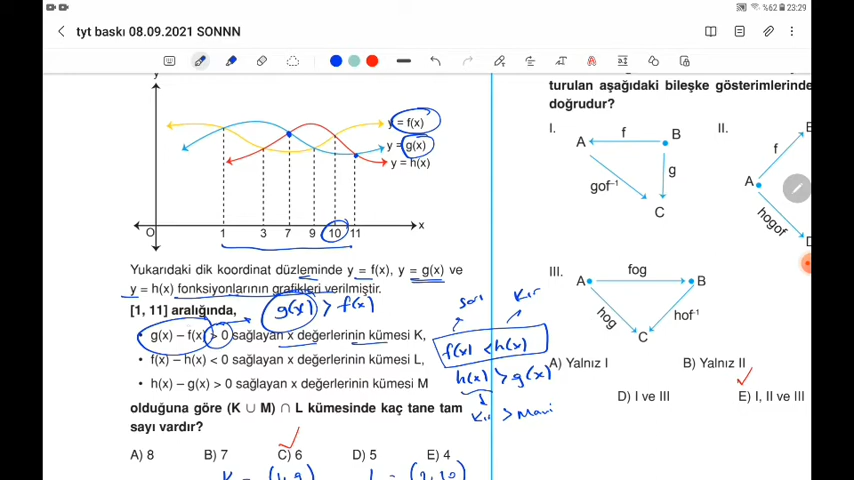 %62 23:29
tyt baskı 08.09.2021 SONNN
y = f(x)
y = g(x)
y = h(x)
O 1 3 7 9 10 11 x
Yukarıdaki dik koordinat düzleminde y = f(x), y = g(x) ve
y = h(x) fonksiyonlarının grafikleri verilmiştir.
[1, 11] aralığında,
g(x) > f(x)
• g(x) – f(x) > 0 sağlayan x değerlerinin kümesi K,
• f(x) – h(x) < 0 sağlayan x değerlerinin kümesi L,
• h(x) – g(x) > 0 sağlayan x değerlerinin kümesi M
olduğuna göre (K ∪ M) ∩ L kümesinde kaç tane tam
sayı vardır?
A) 8 B) 7 C) 6 D) 5 E) 4
Sarı Kır
f(x) < h(x)
h(x) > g(x)
Kır > Mavi
turulan aşağıdaki bileşke gösterimlerinde
doğrudur?
I.
A f B
g
gof⁻¹
C
II.
f
A
hogof
III.
A fog B
hog hof⁻¹
C
A) Yalnız I B) Yalnız II
D) I ve III E) I, II ve III